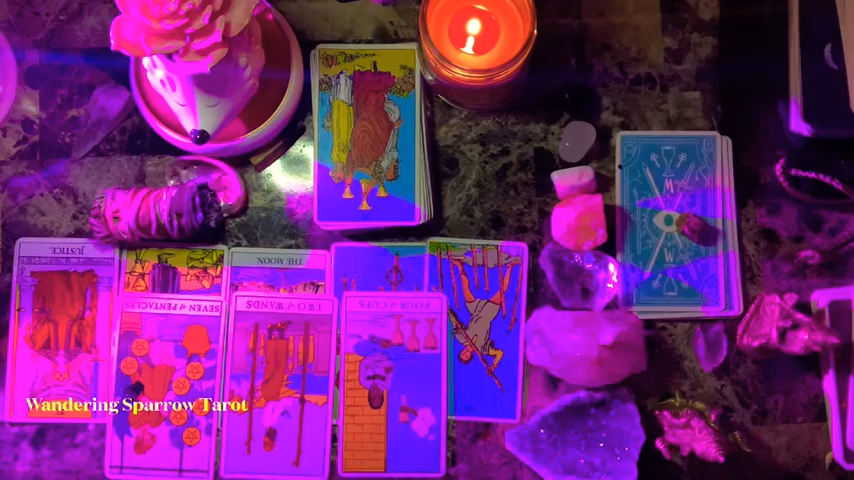 JUSTICE
THE MOON
SEVEN of PENTACLES
TWO of WANDS
FOUR of CUPS
M
W
Wandering Sparrow Tarot